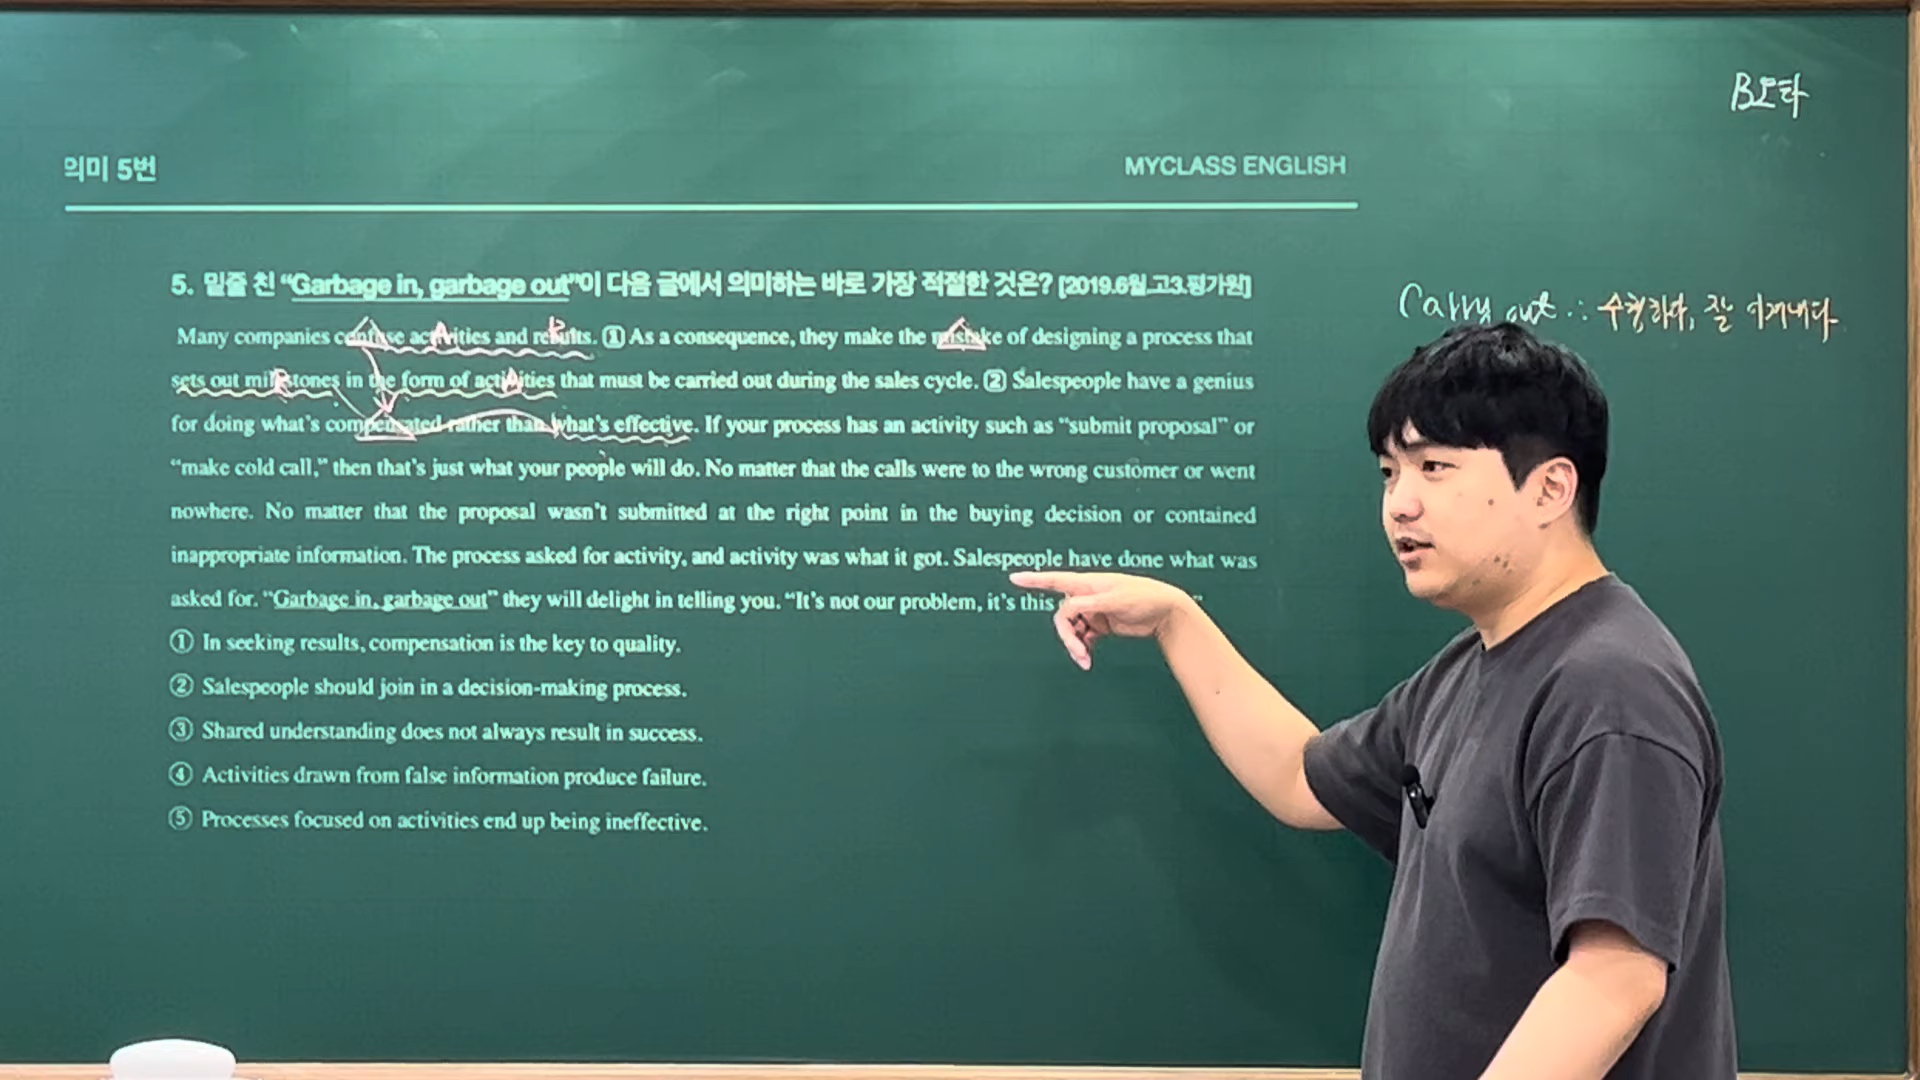 B오타
의미 5번
MYCLASS ENGLISH
Carry out : 수행하다, 잘 이겨내다
5. 밑줄 친 “Garbage in, garbage out”이 다음 글에서 의미하는 바로 가장 적절한 것은? [2019.6월.고3.평가원]
Many companies confuse activities and results. ① As a consequence, they make the mistake of designing a process that
sets out milestones in the form of activities that must be carried out during the sales cycle. ② Salespeople have a genius
for doing what’s compensated rather than what’s effective. If your process has an activity such as “submit proposal” or
“make cold call,” then that’s just what your people will do. No matter that the calls were to the wrong customer or went
nowhere. No matter that the proposal wasn’t submitted at the right point in the buying decision or contained
inappropriate information. The process asked for activity, and activity was what it got. Salespeople have done what was
asked for. “Garbage in, garbage out” they will delight in telling you. “It’s not our problem, it’s this
① In seeking results, compensation is the key to quality.
② Salespeople should join in a decision-making process.
③ Shared understanding does not always result in success.
④ Activities drawn from false information produce failure.
⑤ Processes focused on activities end up being ineffective.